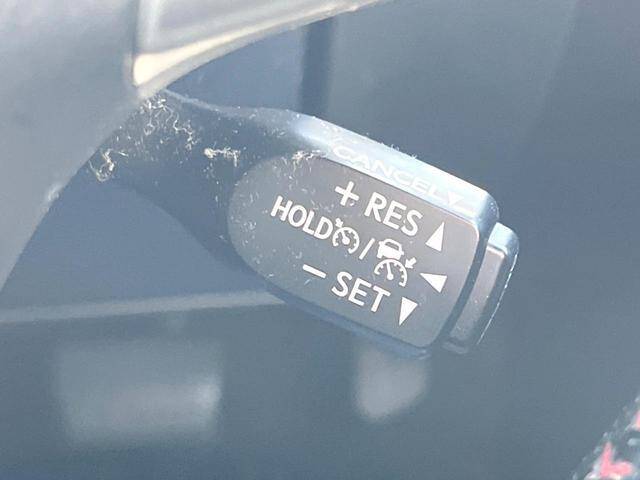 CANCEL
+ RES
HOLD /
– SET